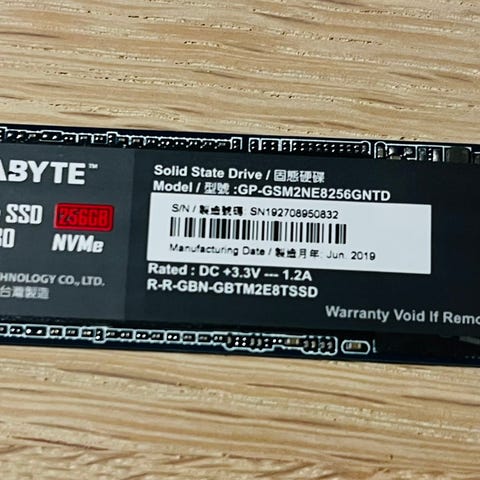 ABYTE™
SSD
256GB
NVMe
HNOLOGY CO., LTD.
台灣製造
Solid State Drive / 固態硬碟
Model / 型號 :GP-GSM2NE8256GNTD
S/N / 製造號碼: SN192708950832
Manufacturing Date / 製造月年: Jun. 2019
Rated : DC +3.3V⎓ 1.2A
R-R-GBN-GBTM2E8TSSD
Warranty Void If Remo